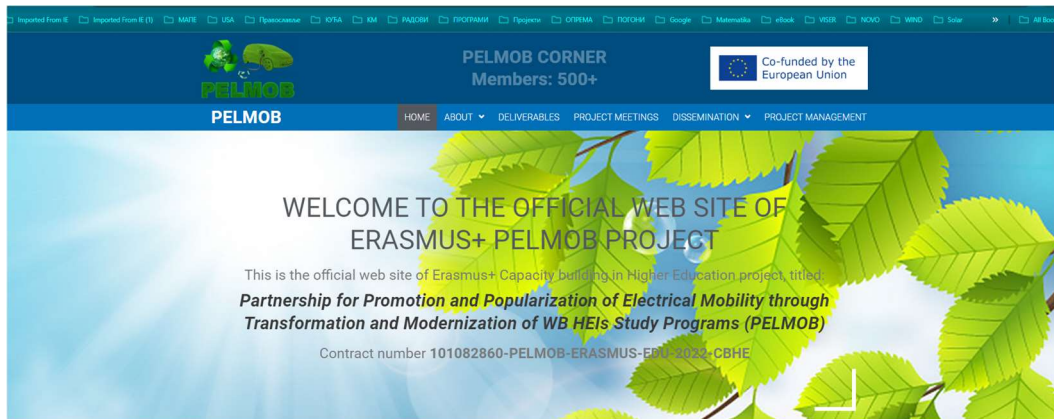 Imported From IE
Imported From IE (1)
МАПЕ
USA
Православље
КУЋА
КМ
РАДОВИ
ПРОГРАМИ
Пројекти
ОПРЕМА
ПОГОНИ
Google
Matematika
eBook
VISER
NOVO
WIND
Solar
»
All Boo
PELMOB
PELMOB CORNER
Members: 500+
Co-funded by the
European Union
PELMOB
HOME
ABOUT
DELIVERABLES
PROJECT MEETINGS
DISSEMINATION
PROJECT MANAGEMENT
WELCOME TO THE OFFICIAL WEB SITE OF
ERASMUS+ PELMOB PROJECT
This is the official web site of Erasmus+ Capacity building in Higher Education project, titled:
Partnership for Promotion and Popularization of Electrical Mobility through
Transformation and Modernization of WB HEIs Study Programs (PELMOB)
Contract number 101082860-PELMOB-ERASMUS-EDU-2022-CBHE